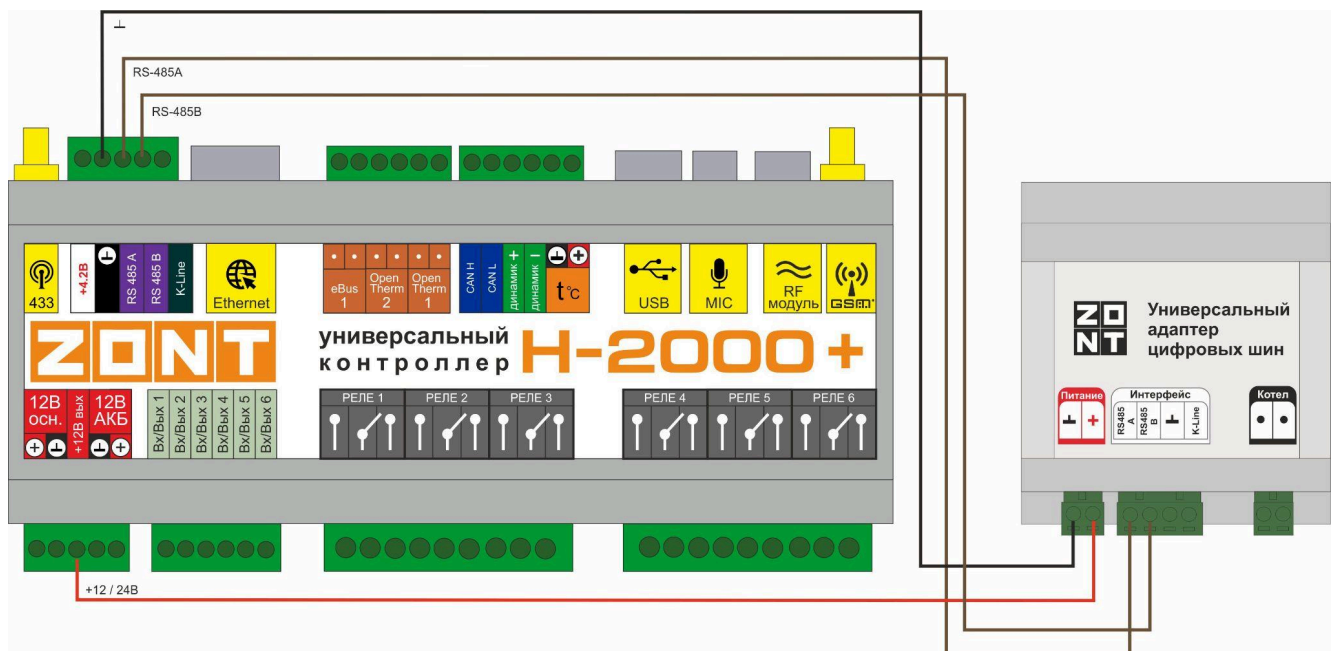 ⊥
RS-485A
RS-485B
433
+4.2В
RS 485 A
RS 485 B
K-Line
Ethernet
eBus 1
Open Therm 2
Open Therm 1
CAN H
CAN L
динамик +
динамик –
t°C
USB
MIC
RF
модуль
GSM
ZONT
универсальный
контроллер
H-2000+
12В
осн.
+12В вых
12В
АКБ
Вх/Вых 1
Вх/Вых 2
Вх/Вых 3
Вх/Вых 4
Вх/Вых 5
Вх/Вых 6
РЕЛЕ 1
РЕЛЕ 2
РЕЛЕ 3
РЕЛЕ 4
РЕЛЕ 5
РЕЛЕ 6
+12 / 24В
ZO
NT
Универсальный
адаптер
цифровых шин
Питание
⊥
+
Интерфейс
RS485
A
RS485
B
⊥
K-Line
Котел